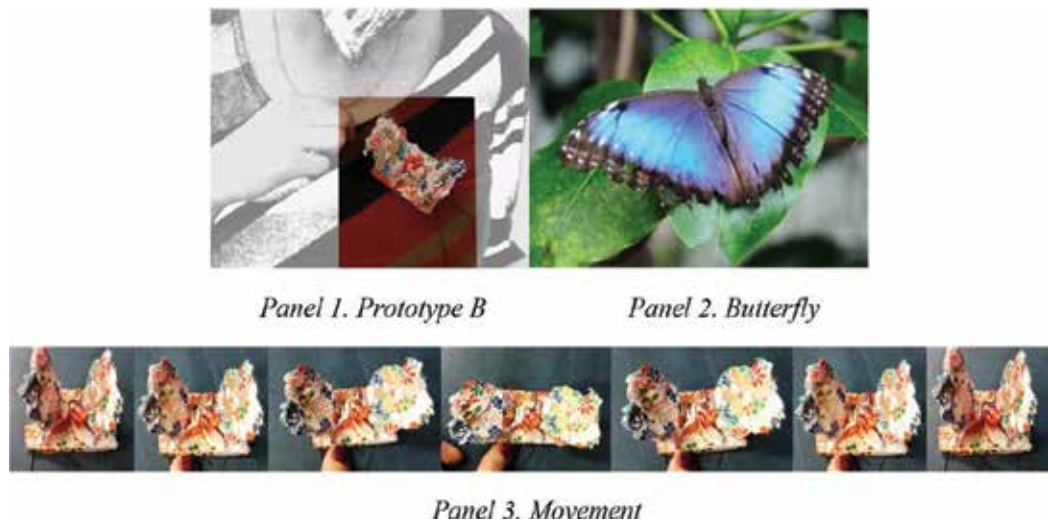 Panel 1. Prototype B
Panel 2. Butterfly
Panel 3. Movement